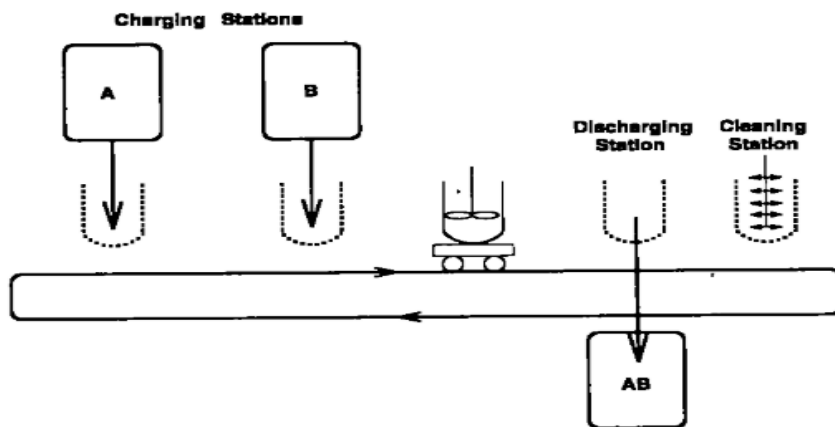 Charging Stations
A
B
Discharging
Station
Cleaning
Station
AB